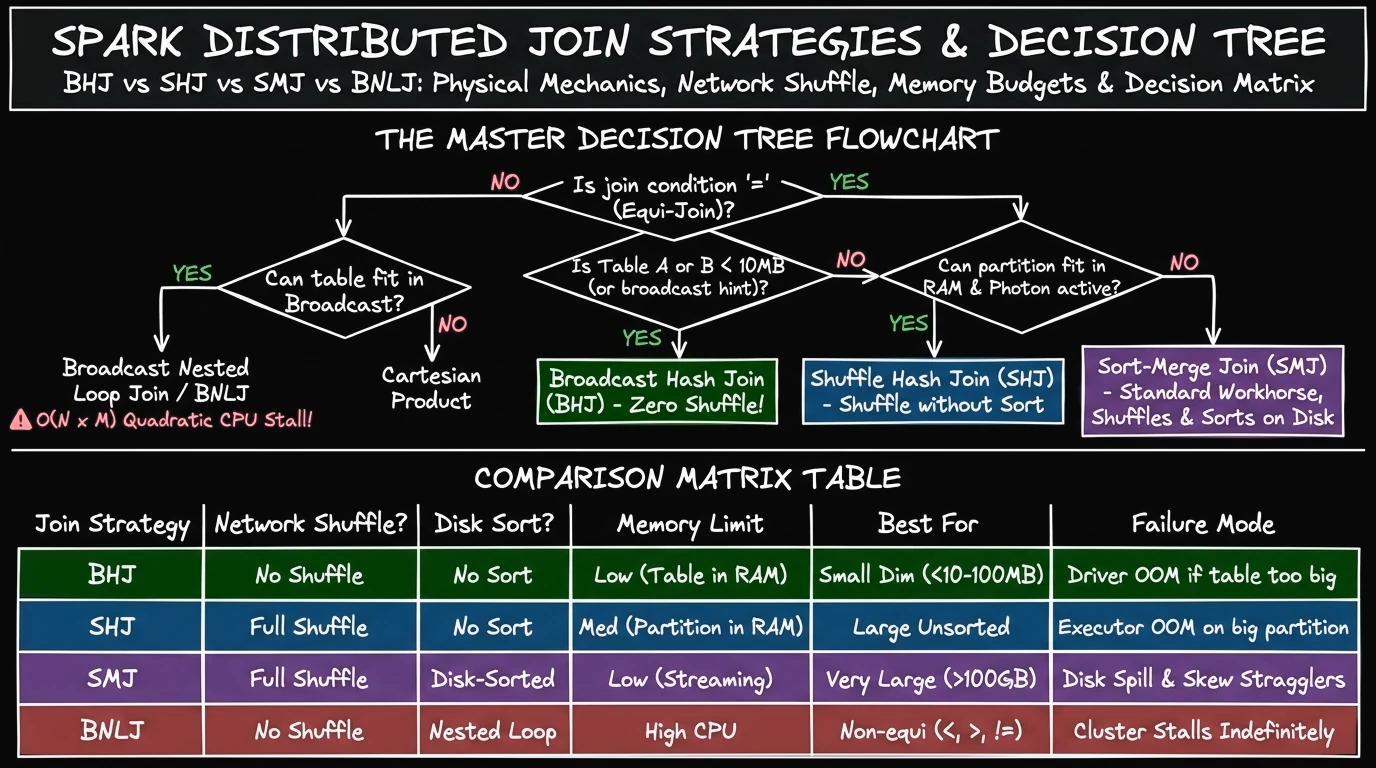 SPARK DISTRIBUTED JOIN STRATEGIES & DECISION TREE
BHJ vs SHJ vs SMJ vs BNLJ: Physical Mechanics, Network Shuffle, Memory Budgets & Decision Matrix
THE MASTER DECISION TREE FLOWCHART
NO
Is join condition '='
(Equi-Join)?
YES
YES
Can table fit in
Broadcast?
NO
Is Table A or B < 10MB
(or broadcast hint)?
NO
YES
Can partition fit in
RAM & Photon active?
NO
YES
Broadcast Nested
Loop Join / BNLJ
⚠ O(N x M) Quadratic CPU Stall!
Cartesian
Product
Broadcast Hash Join
(BHJ) - Zero Shuffle!
Shuffle Hash Join (SHJ)
- Shuffle without Sort
Sort-Merge Join (SMJ)
- Standard Workhorse,
Shuffles & Sorts on Disk
COMPARISON MATRIX TABLE
Join Strategy Network Shuffle? Disk Sort? Memory Limit Best For Failure Mode
BHJ No Shuffle No Sort Low (Table in RAM) Small Dim (<10-100MB) Driver OOM if table too big
SHJ Full Shuffle No Sort Med (Partition in RAM) Large Unsorted Executor OOM on big partition
SMJ Full Shuffle Disk-Sorted Low (Streaming) Very Large (>100GB) Disk Spill & Skew Stragglers
BNLJ No Shuffle Nested Loop High CPU Non-equi (<, >, !=) Cluster Stalls Indefinitely